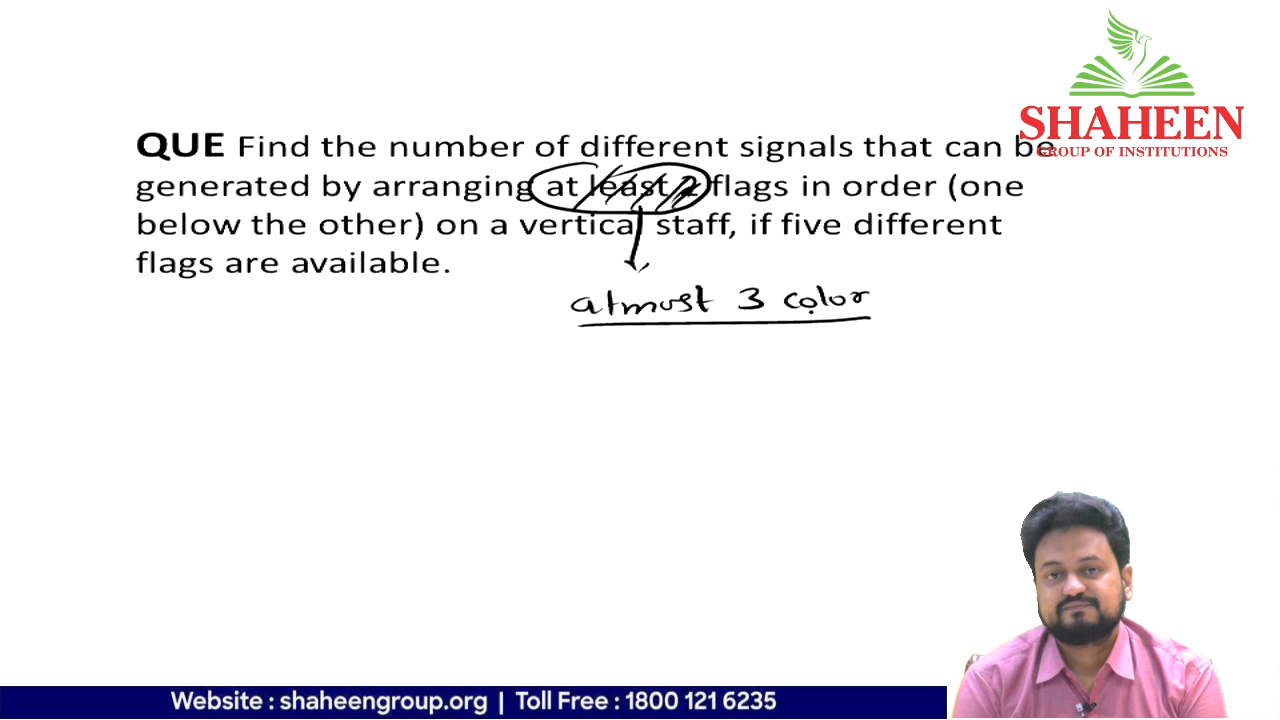 SHAHEEN
GROUP OF INSTITUTIONS
QUE Find the number of different signals that can be
generated by arranging at least 2 flags in order (one
below the other) on a vertical staff, if five different
flags are available.
atmust 3 color
Website : shaheengroup.org | Toll Free : 1800 121 6235